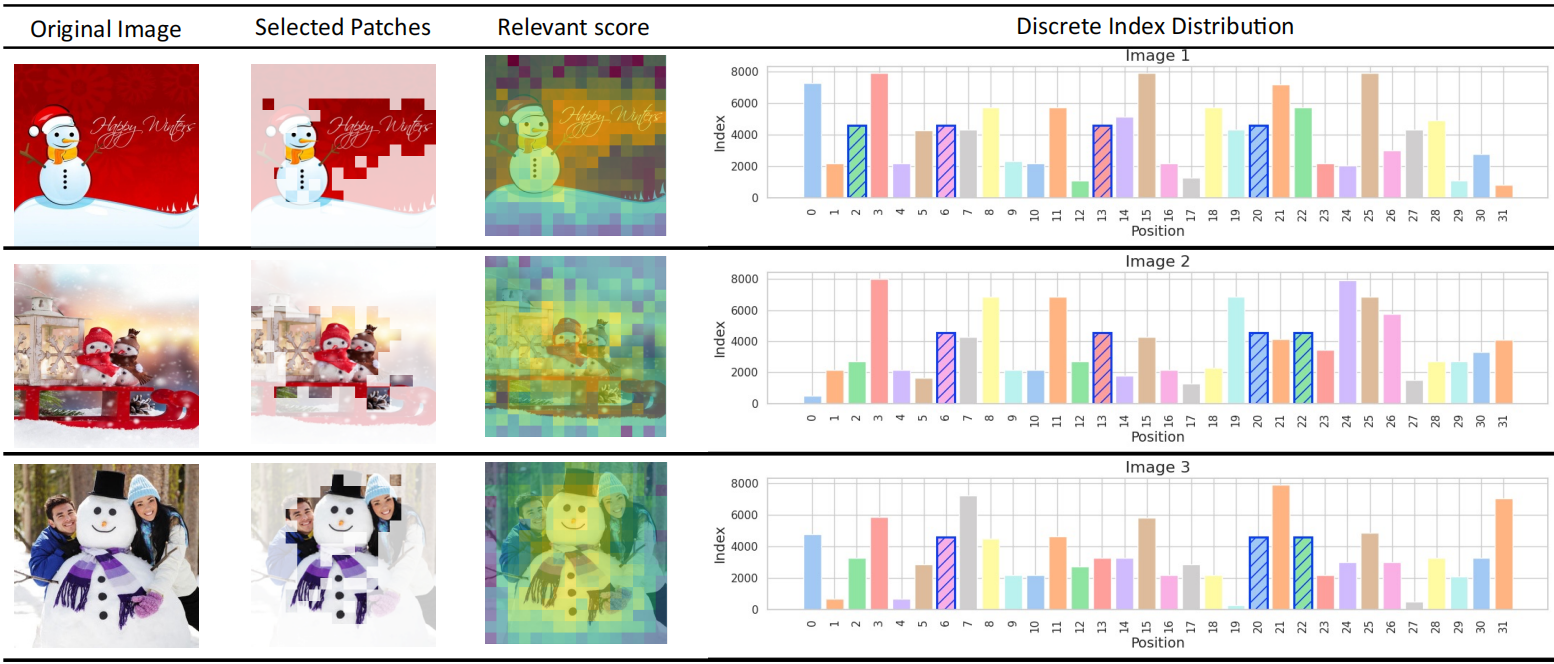 Original Image Selected Patches Relevant score Discrete Index Distribution
Happy Winters
Happy Winters
Happy Winters
Image 1
Index
8000
6000
4000
2000
0
0 1 2 3 4 5 6 7 8 9 10 11 12 13 14 15 16 17 18 19 20 21 22 23 24 25 26 27 28 29 30 31
Position
Image 2
Index
8000
6000
4000
2000
0
0 1 2 3 4 5 6 7 8 9 10 11 12 13 14 15 16 17 18 19 20 21 22 23 24 25 26 27 28 29 30 31
Position
Image 3
Index
8000
6000
4000
2000
0
0 1 2 3 4 5 6 7 8 9 10 11 12 13 14 15 16 17 18 19 20 21 22 23 24 25 26 27 28 29 30 31
Position